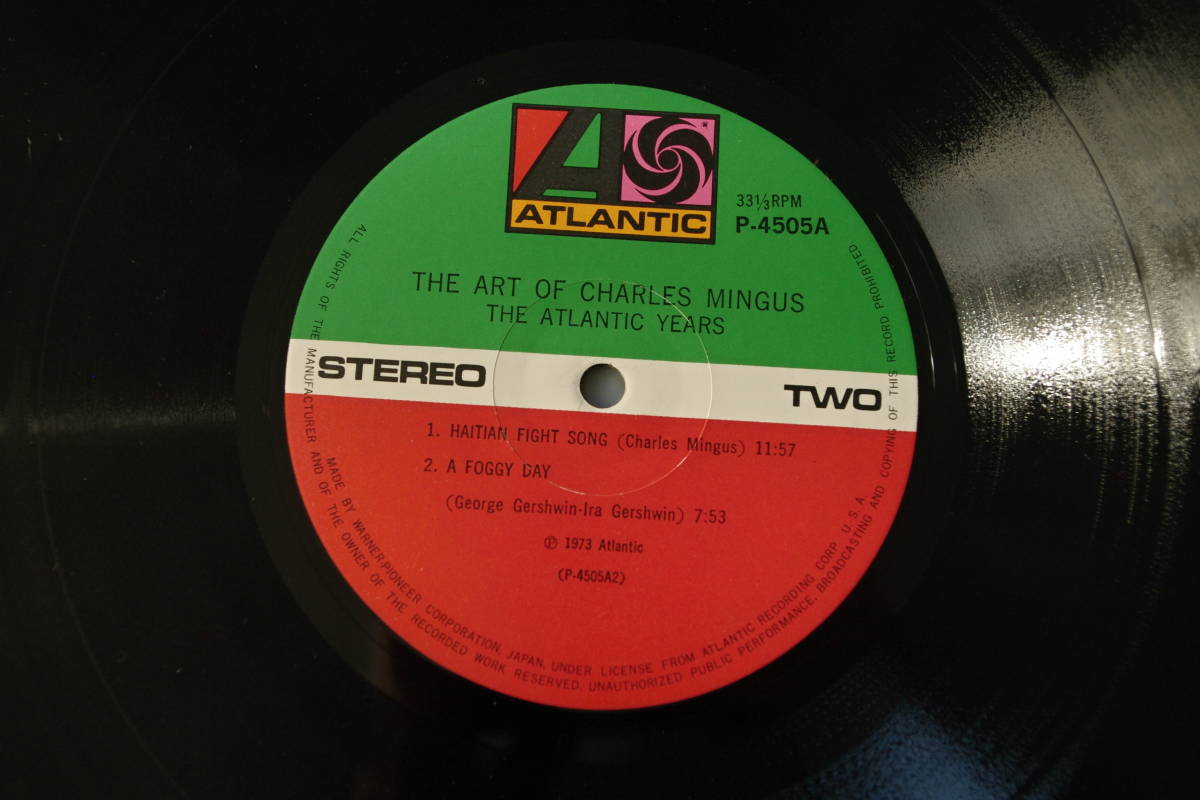 ATLANTIC
33⅓RPM
P-4505A
THE ART OF CHARLES MINGUS
THE ATLANTIC YEARS
STEREO
TWO
1. HAITIAN FIGHT SONG (Charles Mingus) 11:57
2. A FOGGY DAY
(George Gershwin-Ira Gershwin) 7:53
Ⓟ 1973 Atlantic
(P-4505A2)
MADE BY WARNER-PIONEER CORPORATION, JAPAN, UNDER LICENSE FROM ATLANTIC RECORDING CORP. U.S.A.
ALL RIGHTS OF THE MANUFACTURER AND OF THE OWNER OF THE RECORDED WORK RESERVED. UNAUTHORIZED PUBLIC PERFORMANCE, BROADCASTING AND COPYING OF THIS RECORD PROHIBITED.